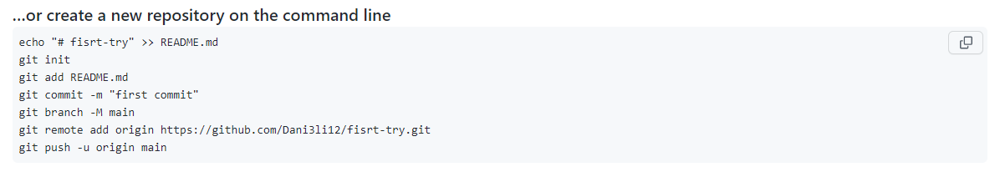 ...or create a new repository on the command line
echo "# fisrt-try" >> README.md
git init
git add README.md
git commit -m "first commit"
git branch -M main
git remote add origin https://github.com/Dani3li12/fisrt-try.git
git push -u origin main